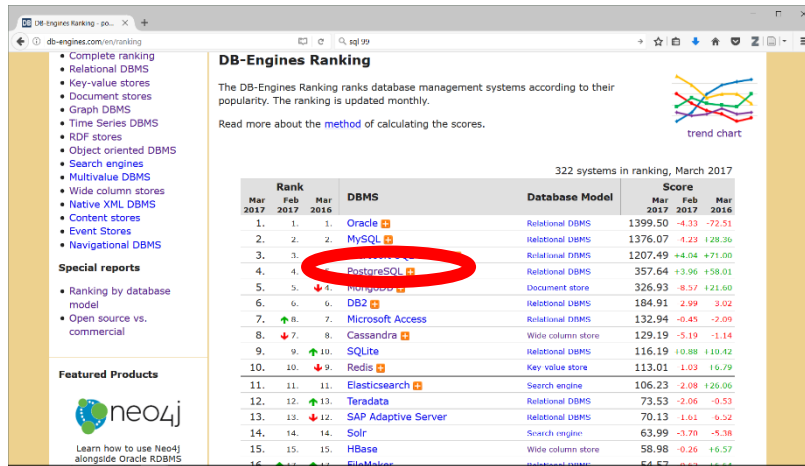 DB-Engines Ranking - po...
db-engines.com/en/ranking
sql 99
Complete ranking
Relational DBMS
Key-value stores
Document stores
Graph DBMS
Time Series DBMS
RDF stores
Object oriented DBMS
Search engines
Multivalue DBMS
Wide column stores
Native XML DBMS
Content stores
Event Stores
Navigational DBMS
Special reports
Ranking by database
model
Open source vs.
commercial
Featured Products
neo4j
Learn how to use Neo4j
alongside Oracle RDBMS
DB-Engines Ranking
The DB-Engines Ranking ranks database management systems according to their
popularity. The ranking is updated monthly.
Read more about the method of calculating the scores.
trend chart
322 systems in ranking, March 2017
Rank DBMS Database Model Score
Mar Feb Mar Mar Feb Mar
2017 2017 2016 2017 2017 2016
1. 1. 1. Oracle Relational DBMS 1399.50 -4.33 -72.51
2. 2. 2. MySQL Relational DBMS 1376.07 -4.23 +28.36
3. 3. Relational DBMS 1207.49 +4.04 +71.00
4. 4. PostgreSQL Relational DBMS 357.64 +3.96 +58.01
5. 5. 4. MongoDB Document store 326.93 -8.57 +21.60
6. 6. 6. DB2 Relational DBMS 184.91 2.99 3.02
7. 8. 7. Microsoft Access Relational DBMS 132.94 -0.45 -2.09
8. 7. 8. Cassandra Wide column store 129.19 -5.19 -1.14
9. 9. 10. SQLite Relational DBMS 116.19 +0.88 +10.42
10. 10. 9. Redis Key-value store 113.01 1.03 +6.79
11. 11. 11. Elasticsearch Search engine 106.23 -2.08 +26.06
12. 12. 13. Teradata Relational DBMS 73.53 -2.06 -0.53
13. 13. 12. SAP Adaptive Server Relational DBMS 70.13 -1.61 6.52
14. 14. 14. Solr Search engine 63.99 -3.70 -5.38
15. 15. 15. HBase Wide column store 58.98 -0.26 +6.57